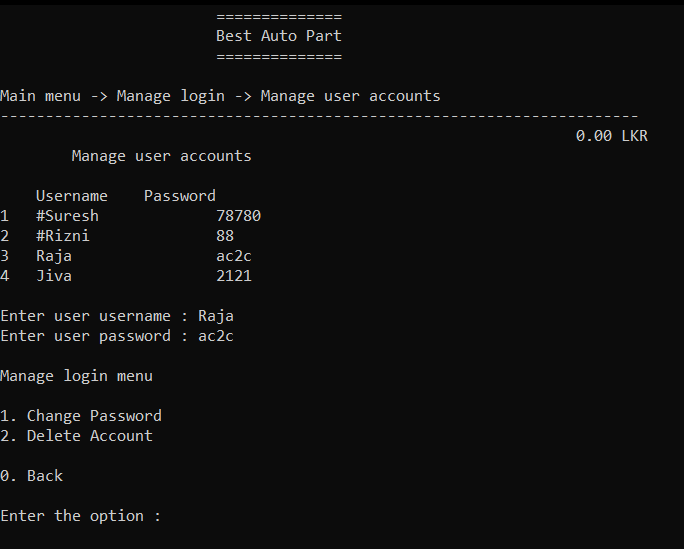 ==============
Best Auto Part
==============
Main menu -> Manage login -> Manage user accounts
-----------------------------------------------------------------------
0.00 LKR
Manage user accounts
Username Password
1 #Suresh 78780
2 #Rizni 88
3 Raja ac2c
4 Jiva 2121
Enter user username : Raja
Enter user password : ac2c
Manage login menu
1. Change Password
2. Delete Account
0. Back
Enter the option :